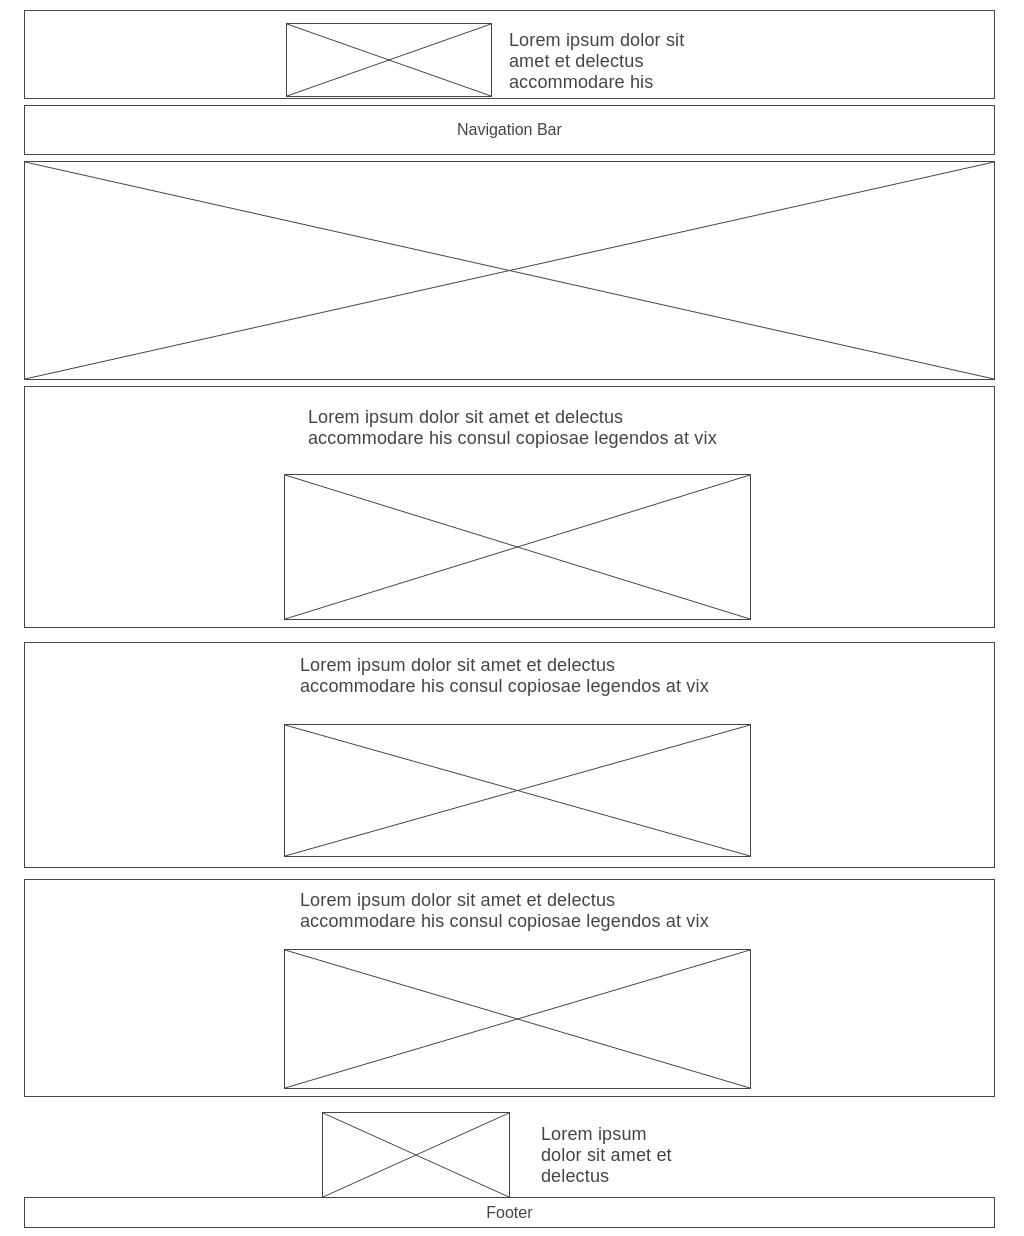 Lorem ipsum dolor sit
amet et delectus
accommodare his
Navigation Bar
Lorem ipsum dolor sit amet et delectus
accommodare his consul copiosae legendos at vix
Lorem ipsum dolor sit amet et delectus
accommodare his consul copiosae legendos at vix
Lorem ipsum dolor sit amet et delectus
accommodare his consul copiosae legendos at vix
Lorem ipsum
dolor sit amet et
delectus
Footer